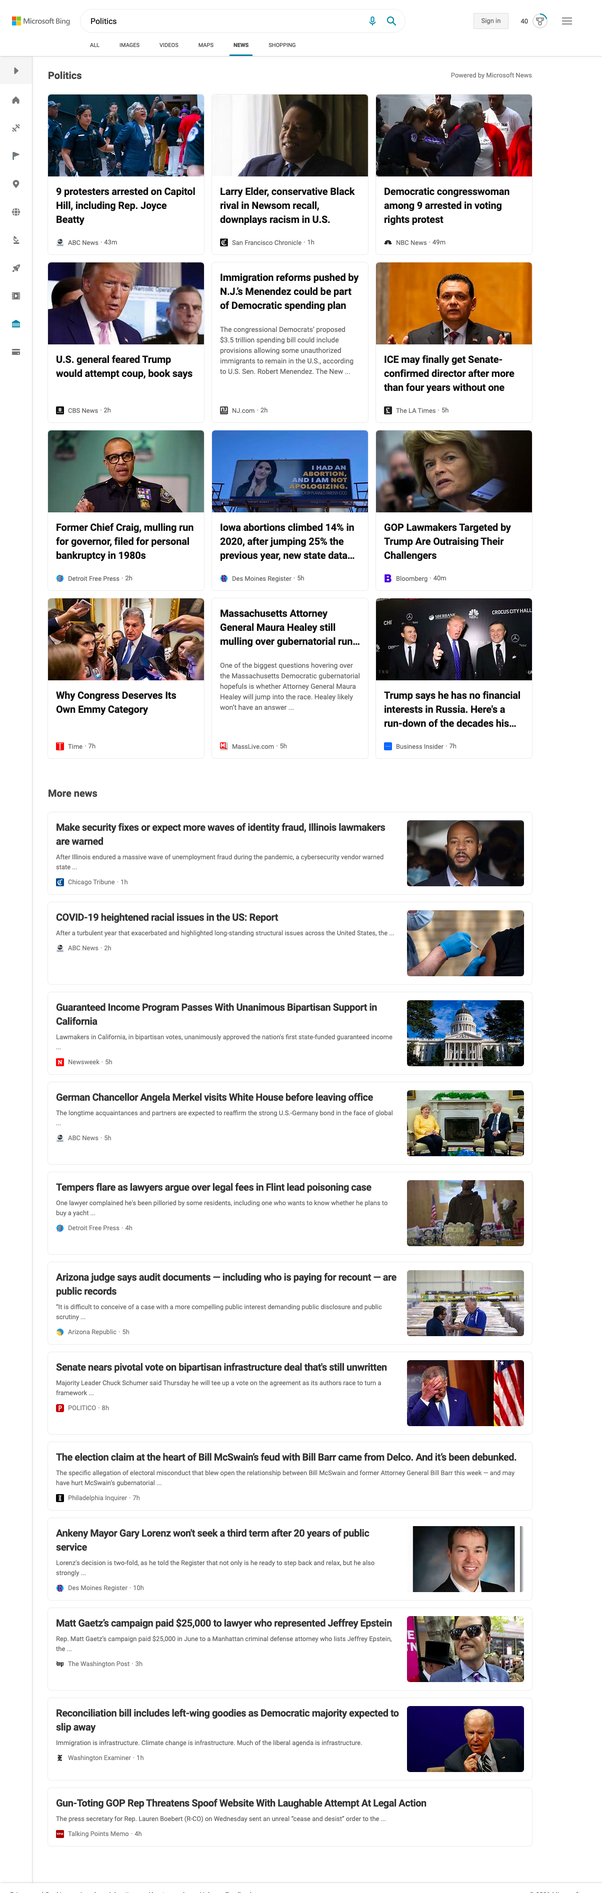 Microsoft Bing
Politics
Sign in
40
ALL
IMAGES
VIDEOS
MAPS
NEWS
SHOPPING
Politics
Powered by Microsoft News
9 protesters arrested on Capitol
Hill, including Rep. Joyce
Beatty
ABC News · 43m
Larry Elder, conservative Black
rival in Newsom recall,
downplays racism in U.S.
San Francisco Chronicle · 1h
Democratic congresswoman
among 9 arrested in voting
rights protest
NBC News · 49m
U.S. general feared Trump
would attempt coup, book says
CBS News · 2h
Immigration reforms pushed by
N.J.'s Menendez could be part
of Democratic spending plan
The congressional Democrats' proposed
$3.5 trillion spending bill could include
provisions allowing some unauthorized
immigrants to remain in the U.S., according
to U.S. Sen. Robert Menendez. The New ...
NJ.com · 2h
ICE may finally get Senate-
confirmed director after more
than four years without one
The LA Times · 5h
Former Chief Craig, mulling run
for governor, filed for personal
bankruptcy in 1980s
Detroit Free Press · 2h
I HAD AN
ABORTION,
AND I AM NOT
APOLOGIZING.
Iowa abortions climbed 14% in
2020, after jumping 25% the
previous year, new state data...
Des Moines Register · 5h
GOP Lawmakers Targeted by
Trump Are Outraising Their
Challengers
Bloomberg · 40m
Why Congress Deserves Its
Own Emmy Category
Time · 7h
Massachusetts Attorney
General Maura Healey still
mulling over gubernatorial run...
One of the biggest questions hovering over
the Massachusetts Democratic gubernatorial
hopefuls is whether Attorney General Maura
Healey will jump into the race. Healey likely
won't have an answer ...
MassLive.com · 5h
SBERBANK
NBC
CROCUS CITY HALL
Trump says he has no financial
interests in Russia. Here's a
run-down of the decades his...
Business Insider · 7h
More news
Make security fixes or expect more waves of identity fraud, Illinois lawmakers
are warned
After Illinois endured a massive wave of unemployment fraud during the pandemic, a cybersecurity vendor warned
state ...
Chicago Tribune · 1h
COVID-19 heightened racial issues in the US: Report
After a turbulent year that exacerbated and highlighted long-standing structural issues across the United States, the ...
ABC News · 2h
Guaranteed Income Program Passes With Unanimous Bipartisan Support in
California
Lawmakers in California, in bipartisan votes, unanimously approved the nation's first state-funded guaranteed income
...
Newsweek · 5h
German Chancellor Angela Merkel visits White House before leaving office
The longtime acquaintances and partners are expected to reaffirm the strong U.S.-Germany bond in the face of global
...
ABC News · 5h
Tempers flare as lawyers argue over legal fees in Flint lead poisoning case
One lawyer complained he's been pilloried by some residents, including one who wants to know whether he plans to
buy a yacht ...
Detroit Free Press · 4h
Arizona judge says audit documents — including who is paying for recount — are
public records
"It is difficult to conceive of a case with a more compelling public interest demanding public disclosure and public
scrutiny ...
Arizona Republic · 5h
Senate nears pivotal vote on bipartisan infrastructure deal that's still unwritten
Majority Leader Chuck Schumer said Thursday he will tee up a vote on the agreement as its authors race to turn a
framework ...
POLITICO · 8h
The election claim at the heart of Bill McSwain's feud with Bill Barr came from Delco. And it's been debunked.
The specific allegation of electoral misconduct that blew open the relationship between Bill McSwain and former Attorney General Bill Barr this week — and may
have hurt McSwain's gubernatorial ...
Philadelphia Inquirer · 7h
Ankeny Mayor Gary Lorenz won't seek a third term after 20 years of public
service
Lorenz's decision is two-fold, as he told the Register that not only is he ready to step back and relax, but he also
strongly ...
Des Moines Register · 10h
Matt Gaetz's campaign paid $25,000 to lawyer who represented Jeffrey Epstein
Rep. Matt Gaetz's campaign paid $25,000 in June to a Manhattan criminal defense attorney who lists Jeffrey Epstein,
the ...
The Washington Post · 3h
Reconciliation bill includes left-wing goodies as Democratic majority expected to
slip away
Immigration is infrastructure. Climate change is infrastructure. Much of the liberal agenda is infrastructure.
Washington Examiner · 1h
Gun-Toting GOP Rep Threatens Spoof Website With Laughable Attempt At Legal Action
The press secretary for Rep. Lauren Boebert (R-CO) on Wednesday sent an unreal "cease and desist" order to the ...
Talking Points Memo · 4h